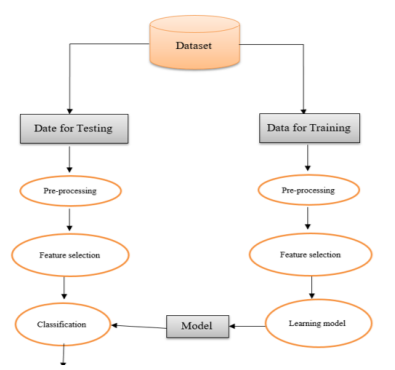 Dataset
Date for Testing
Data for Training
Pre-processing
Pre-processing
Feature selection
Feature selection
Classification
Model
Learning model